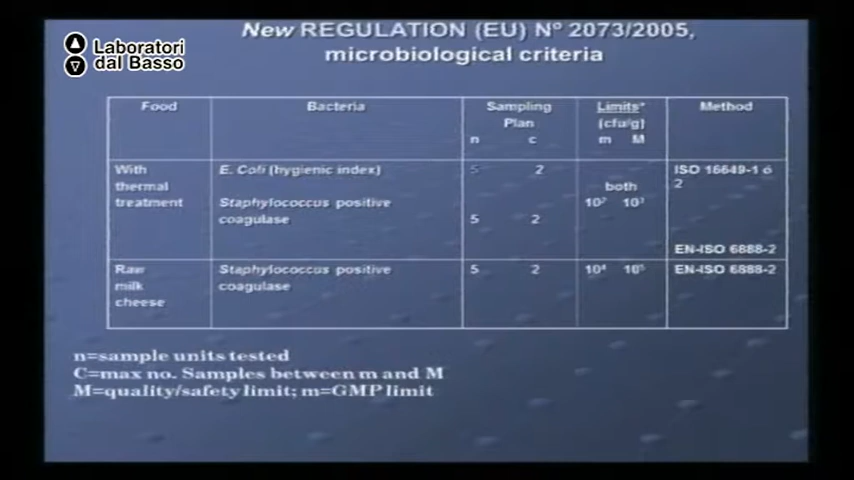 New REGULATION (EU) Nº 2073/2005,
microbiological criteria
Laboratori
dal Basso
Food Bacteria Sampling Plan n c Limits* (cfu/g) m M Method
With thermal treatment
E. Coli (hygienic index) 5 2 ISO 16649-1 ó 2
both
10² 10³
Staphylococcus positive coagulase 5 2
EN-ISO 6888-2
Raw milk cheese
Staphylococcus positive coagulase 5 2 10⁴ 10⁵ EN-ISO 6888-2
n=sample units tested
C=max no. Samples between m and M
M=quality/safety limit; m=GMP limit